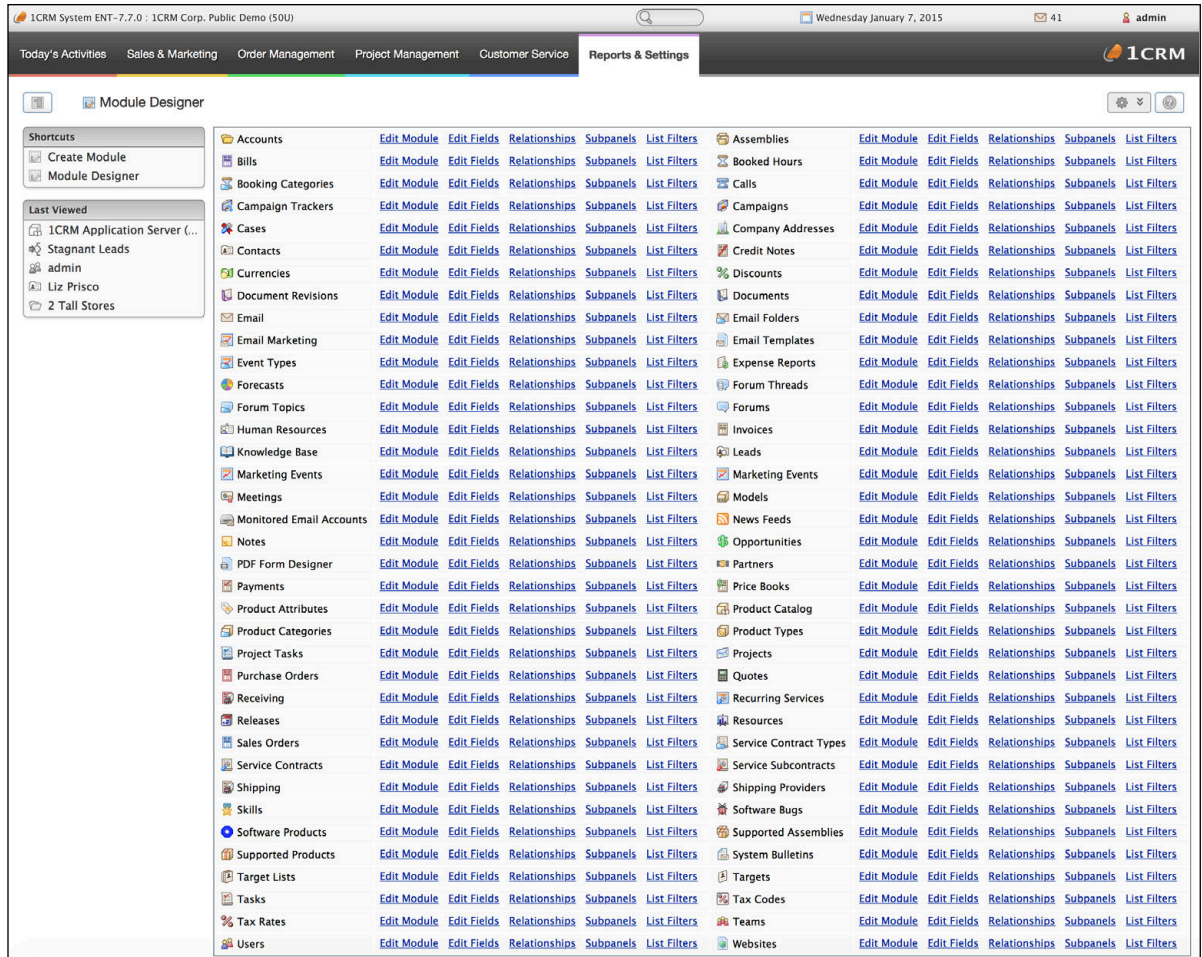 1CRM System ENT-7.7.0 : 1CRM Corp. Public Demo (50U) Wednesday January 7, 2015 41 admin
Today's Activities Sales & Marketing Order Management Project Management Customer Service Reports & Settings 1CRM
Module Designer
Shortcuts
Create Module
Module Designer
Last Viewed
1CRM Application Server (...
Stagnant Leads
admin
Liz Prisco
2 Tall Stores
Accounts Edit Module Edit Fields Relationships Subpanels List Filters Assemblies Edit Module Edit Fields Relationships Subpanels List Filters
Bills Edit Module Edit Fields Relationships Subpanels List Filters Booked Hours Edit Module Edit Fields Relationships Subpanels List Filters
Booking Categories Edit Module Edit Fields Relationships Subpanels List Filters Calls Edit Module Edit Fields Relationships Subpanels List Filters
Campaign Trackers Edit Module Edit Fields Relationships Subpanels List Filters Campaigns Edit Module Edit Fields Relationships Subpanels List Filters
Cases Edit Module Edit Fields Relationships Subpanels List Filters Company Addresses Edit Module Edit Fields Relationships Subpanels List Filters
Contacts Edit Module Edit Fields Relationships Subpanels List Filters Credit Notes Edit Module Edit Fields Relationships Subpanels List Filters
Currencies Edit Module Edit Fields Relationships Subpanels List Filters Discounts Edit Module Edit Fields Relationships Subpanels List Filters
Document Revisions Edit Module Edit Fields Relationships Subpanels List Filters Documents Edit Module Edit Fields Relationships Subpanels List Filters
Email Edit Module Edit Fields Relationships Subpanels List Filters Email Folders Edit Module Edit Fields Relationships Subpanels List Filters
Email Marketing Edit Module Edit Fields Relationships Subpanels List Filters Email Templates Edit Module Edit Fields Relationships Subpanels List Filters
Event Types Edit Module Edit Fields Relationships Subpanels List Filters Expense Reports Edit Module Edit Fields Relationships Subpanels List Filters
Forecasts Edit Module Edit Fields Relationships Subpanels List Filters Forum Threads Edit Module Edit Fields Relationships Subpanels List Filters
Forum Topics Edit Module Edit Fields Relationships Subpanels List Filters Forums Edit Module Edit Fields Relationships Subpanels List Filters
Human Resources Edit Module Edit Fields Relationships Subpanels List Filters Invoices Edit Module Edit Fields Relationships Subpanels List Filters
Knowledge Base Edit Module Edit Fields Relationships Subpanels List Filters Leads Edit Module Edit Fields Relationships Subpanels List Filters
Marketing Events Edit Module Edit Fields Relationships Subpanels List Filters Marketing Events Edit Module Edit Fields Relationships Subpanels List Filters
Meetings Edit Module Edit Fields Relationships Subpanels List Filters Models Edit Module Edit Fields Relationships Subpanels List Filters
Monitored Email Accounts Edit Module Edit Fields Relationships Subpanels List Filters News Feeds Edit Module Edit Fields Relationships Subpanels List Filters
Notes Edit Module Edit Fields Relationships Subpanels List Filters Opportunities Edit Module Edit Fields Relationships Subpanels List Filters
PDF Form Designer Edit Module Edit Fields Relationships Subpanels List Filters Partners Edit Module Edit Fields Relationships Subpanels List Filters
Payments Edit Module Edit Fields Relationships Subpanels List Filters Price Books Edit Module Edit Fields Relationships Subpanels List Filters
Product Attributes Edit Module Edit Fields Relationships Subpanels List Filters Product Catalog Edit Module Edit Fields Relationships Subpanels List Filters
Product Categories Edit Module Edit Fields Relationships Subpanels List Filters Product Types Edit Module Edit Fields Relationships Subpanels List Filters
Project Tasks Edit Module Edit Fields Relationships Subpanels List Filters Projects Edit Module Edit Fields Relationships Subpanels List Filters
Purchase Orders Edit Module Edit Fields Relationships Subpanels List Filters Quotes Edit Module Edit Fields Relationships Subpanels List Filters
Receiving Edit Module Edit Fields Relationships Subpanels List Filters Recurring Services Edit Module Edit Fields Relationships Subpanels List Filters
Releases Edit Module Edit Fields Relationships Subpanels List Filters Resources Edit Module Edit Fields Relationships Subpanels List Filters
Sales Orders Edit Module Edit Fields Relationships Subpanels List Filters Service Contract Types Edit Module Edit Fields Relationships Subpanels List Filters
Service Contracts Edit Module Edit Fields Relationships Subpanels List Filters Service Subcontracts Edit Module Edit Fields Relationships Subpanels List Filters
Shipping Edit Module Edit Fields Relationships Subpanels List Filters Shipping Providers Edit Module Edit Fields Relationships Subpanels List Filters
Skills Edit Module Edit Fields Relationships Subpanels List Filters Software Bugs Edit Module Edit Fields Relationships Subpanels List Filters
Software Products Edit Module Edit Fields Relationships Subpanels List Filters Supported Assemblies Edit Module Edit Fields Relationships Subpanels List Filters
Supported Products Edit Module Edit Fields Relationships Subpanels List Filters System Bulletins Edit Module Edit Fields Relationships Subpanels List Filters
Target Lists Edit Module Edit Fields Relationships Subpanels List Filters Targets Edit Module Edit Fields Relationships Subpanels List Filters
Tasks Edit Module Edit Fields Relationships Subpanels List Filters Tax Codes Edit Module Edit Fields Relationships Subpanels List Filters
Tax Rates Edit Module Edit Fields Relationships Subpanels List Filters Teams Edit Module Edit Fields Relationships Subpanels List Filters
Users Edit Module Edit Fields Relationships Subpanels List Filters Websites Edit Module Edit Fields Relationships Subpanels List Filters